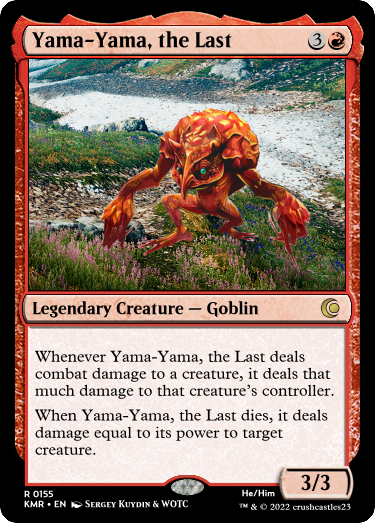 Yama-Yama, the Last 3
Legendary Creature — Goblin
Whenever Yama-Yama, the Last deals
combat damage to a creature, it deals that
much damage to that creature's controller.
When Yama-Yama, the Last dies, it deals
damage equal to its power to target
creature.
3/3
R 0155
KMR • EN Sergey Kuydin & WOTC
He/Him
™ & © 2022 crushcastles23